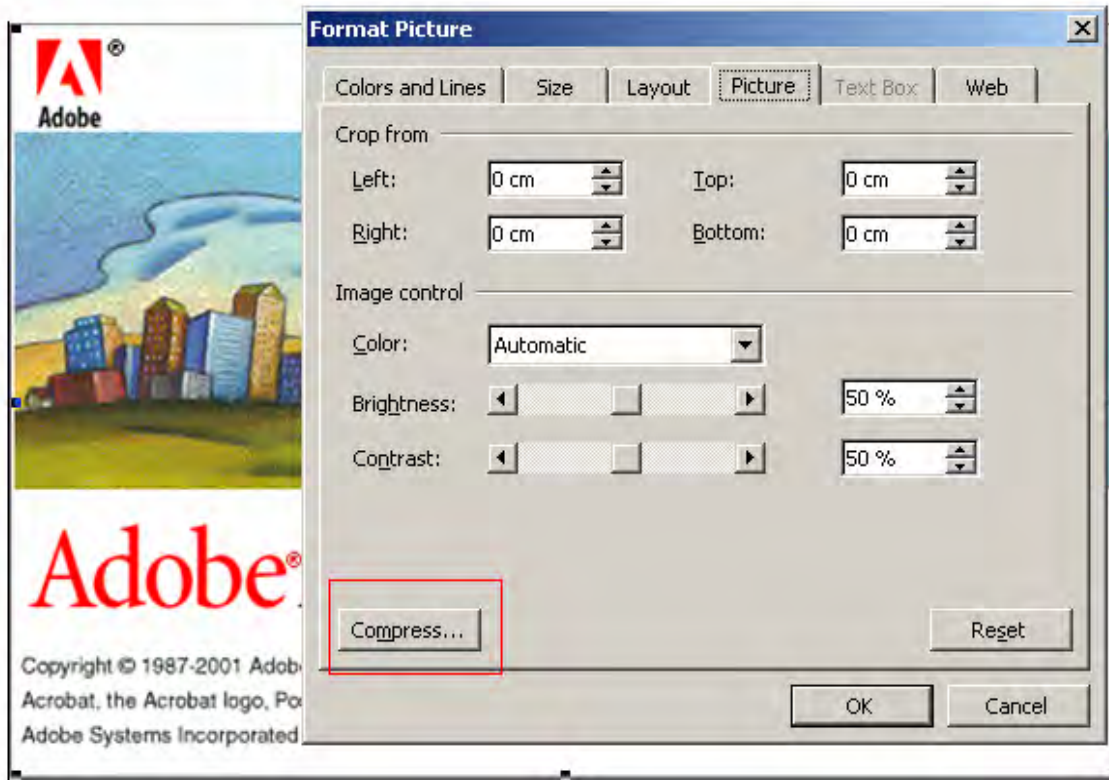 ®
Adobe
Format Picture
Colors and Lines
Size
Layout
Picture
Text Box
Web
Crop from
Left:
0 cm
Top:
0 cm
Right:
0 cm
Bottom:
0 cm
Image control
Color:
Automatic
Brightness:
50 %
Contrast:
50 %
Adobe®
Compress...
Reset
OK
Cancel
Copyright © 1987-2001
Acrobat, the Acrobat logo,
Adobe Systems Incorporated